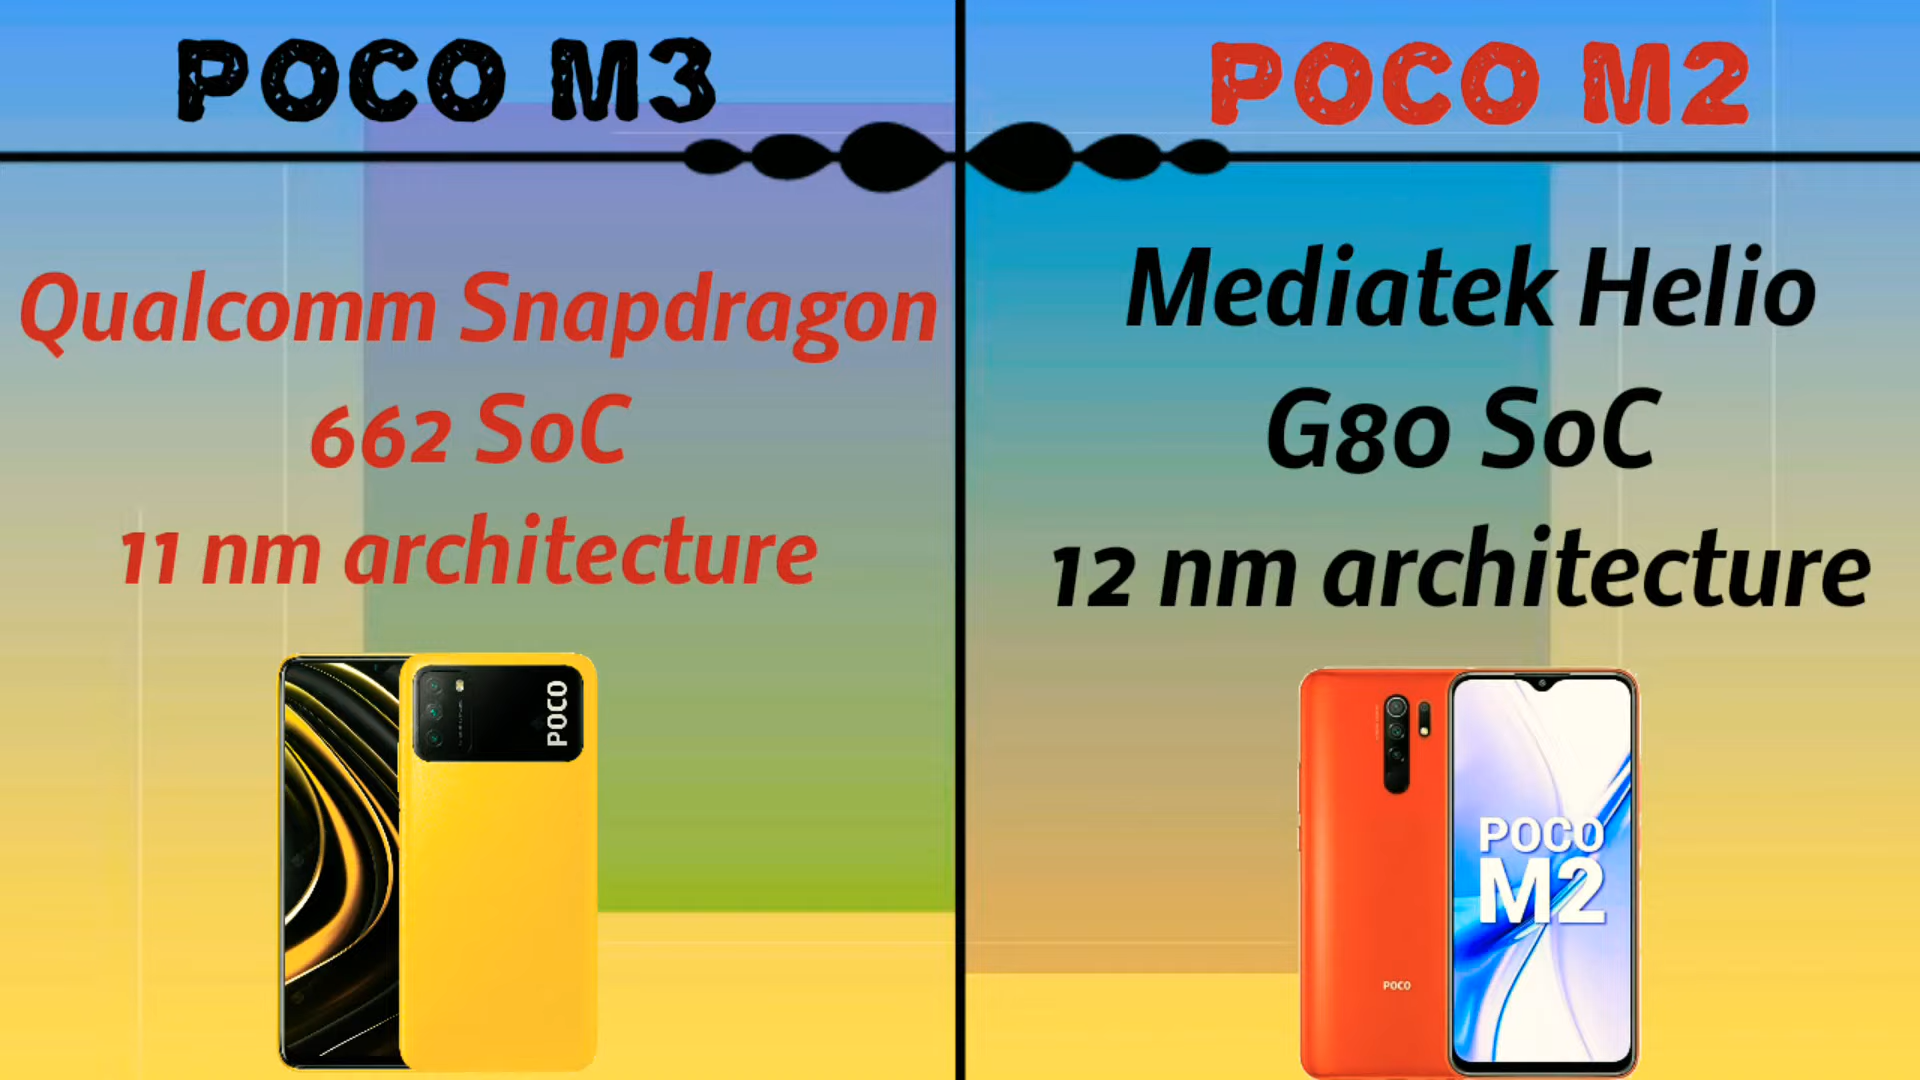 POCO M3
Qualcomm Snapdragon
662 SoC
11 nm architecture
POCO
POCO M2
Mediatek Helio
G80 SoC
12 nm architecture
POCO
POCO
M2